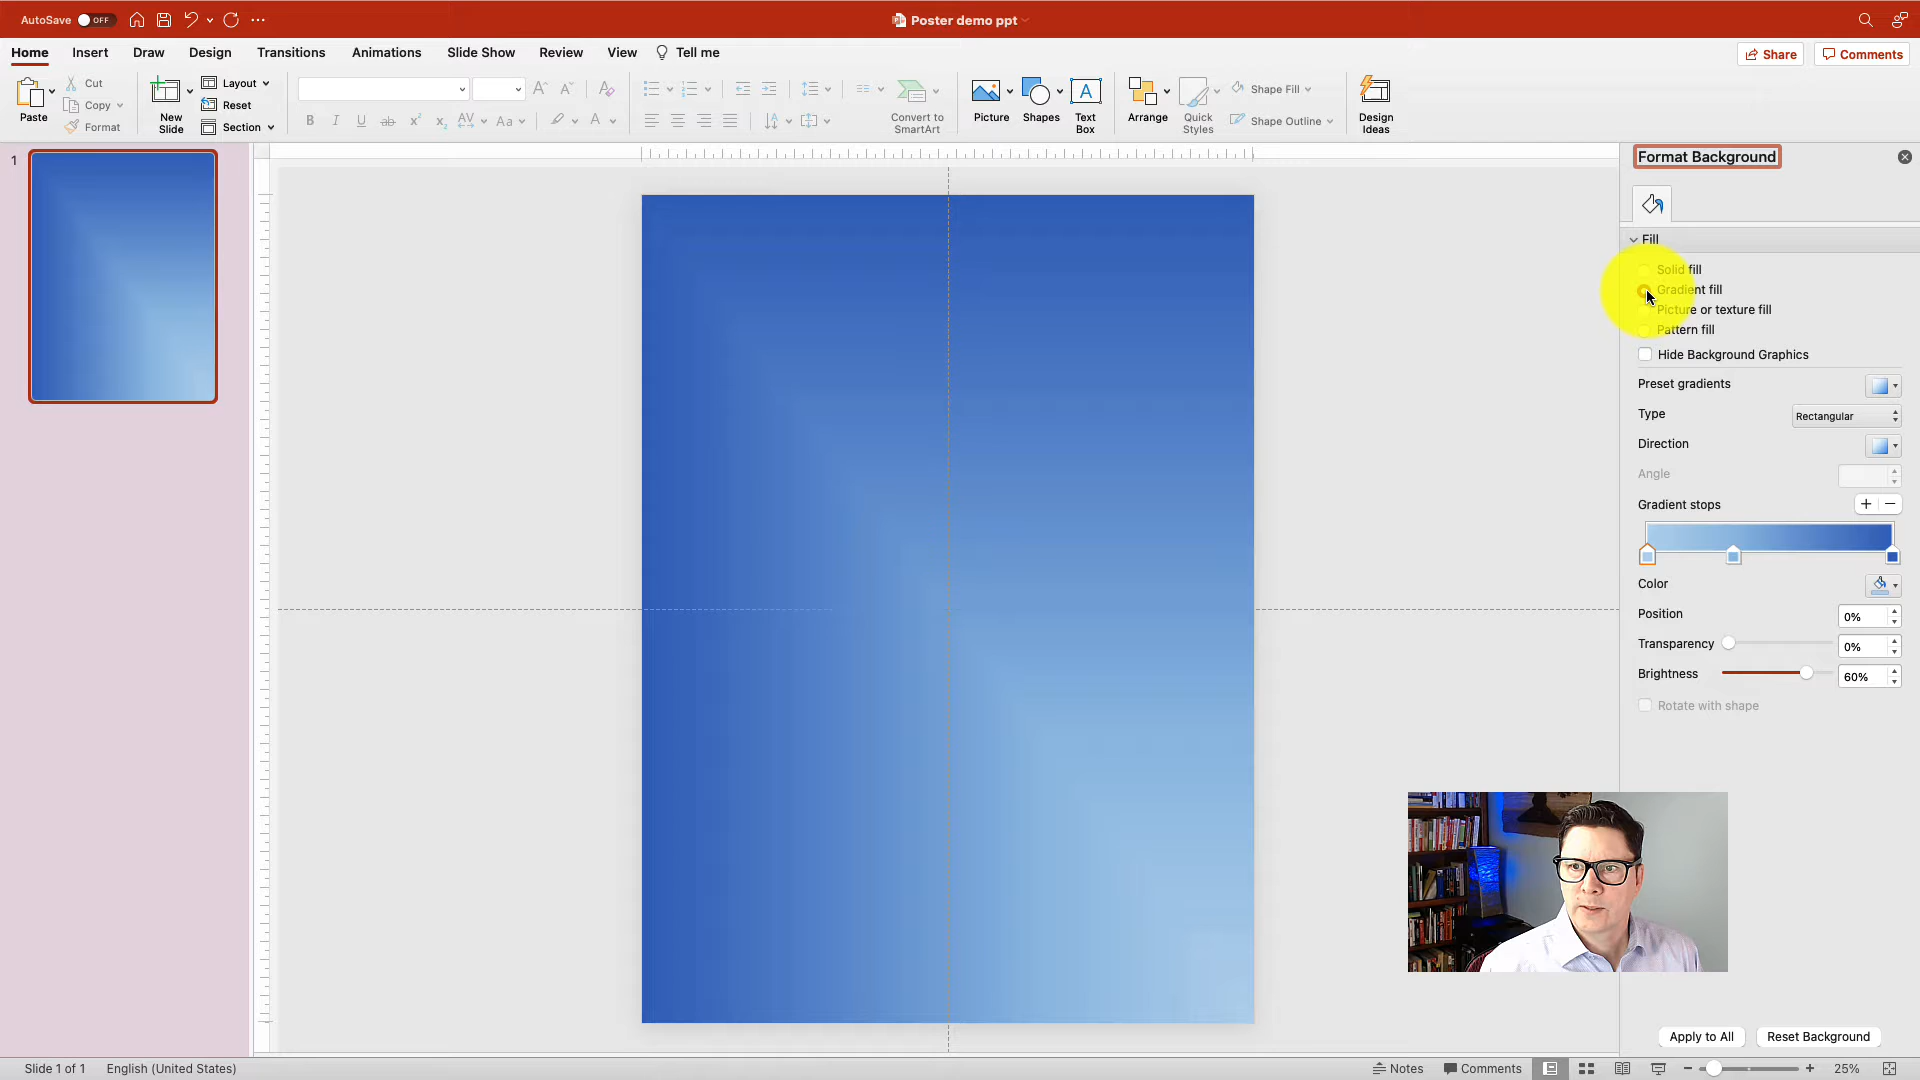 AutoSave OFF Poster demo ppt
Home Insert Draw Design Transitions Animations Slide Show Review View Tell me Share Comments
Paste Cut Copy Format New Slide Layout Reset Section
Convert to SmartArt Picture Shapes Text Box Arrange Quick Styles Shape Fill Shape Outline Design Ideas
1
Format Background
Fill
Solid fill
Gradient fill
Picture or texture fill
Pattern fill
Hide Background Graphics
Preset gradients
Type Rectangular
Direction
Angle
Gradient stops
Color
Position 0%
Transparency 0%
Brightness 60%
Rotate with shape
Apply to All Reset Background
Slide 1 of 1 English (United States) Notes Comments 25%